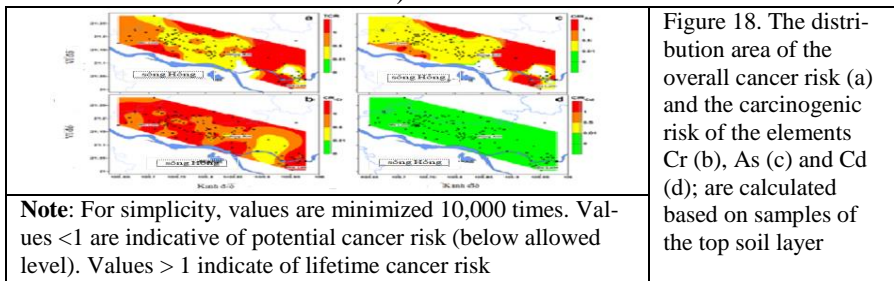 a
c
sông Hồng
sông Hồng
b
d
sông Hồng
sông Hồng
Note: For simplicity, values are minimized 10,000 times. Val-
ues <1 are indicative of potential cancer risk (below allowed
level). Values > 1 indicate of lifetime cancer risk
Figure 18. The distri-
bution area of the
overall cancer risk (a)
and the carcinogenic
risk of the elements
Cr (b), As (c) and Cd
(d); are calculated
based on samples of
the top soil layer